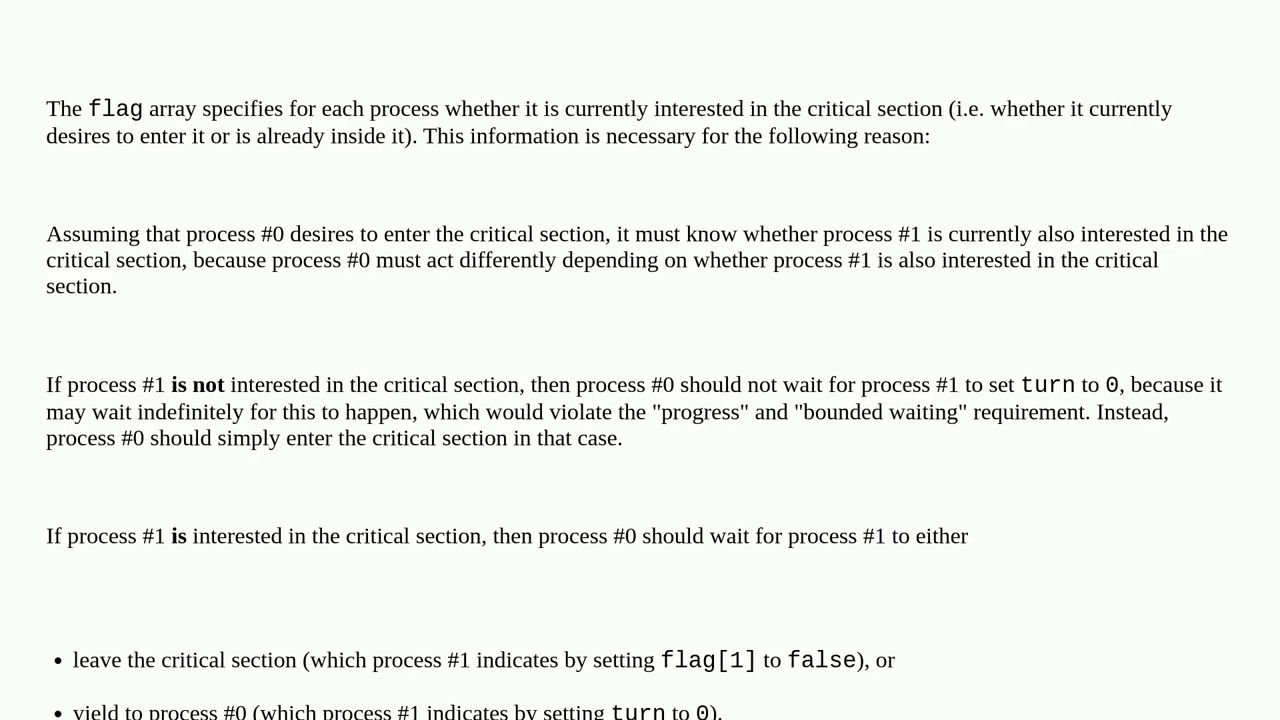 The flag array specifies for each process whether it is currently interested in the critical section (i.e. whether it currently
desires to enter it or is already inside it). This information is necessary for the following reason:
Assuming that process #0 desires to enter the critical section, it must know whether process #1 is currently also interested in the
critical section, because process #0 must act differently depending on whether process #1 is also interested in the critical
section.
If process #1 is not interested in the critical section, then process #0 should not wait for process #1 to set turn to 0, because it
may wait indefinitely for this to happen, which would violate the "progress" and "bounded waiting" requirement. Instead,
process #0 should simply enter the critical section in that case.
If process #1 is interested in the critical section, then process #0 should wait for process #1 to either
• leave the critical section (which process #1 indicates by setting flag[1] to false), or
• yield to process #0 (which process #1 indicates by setting turn to 0).